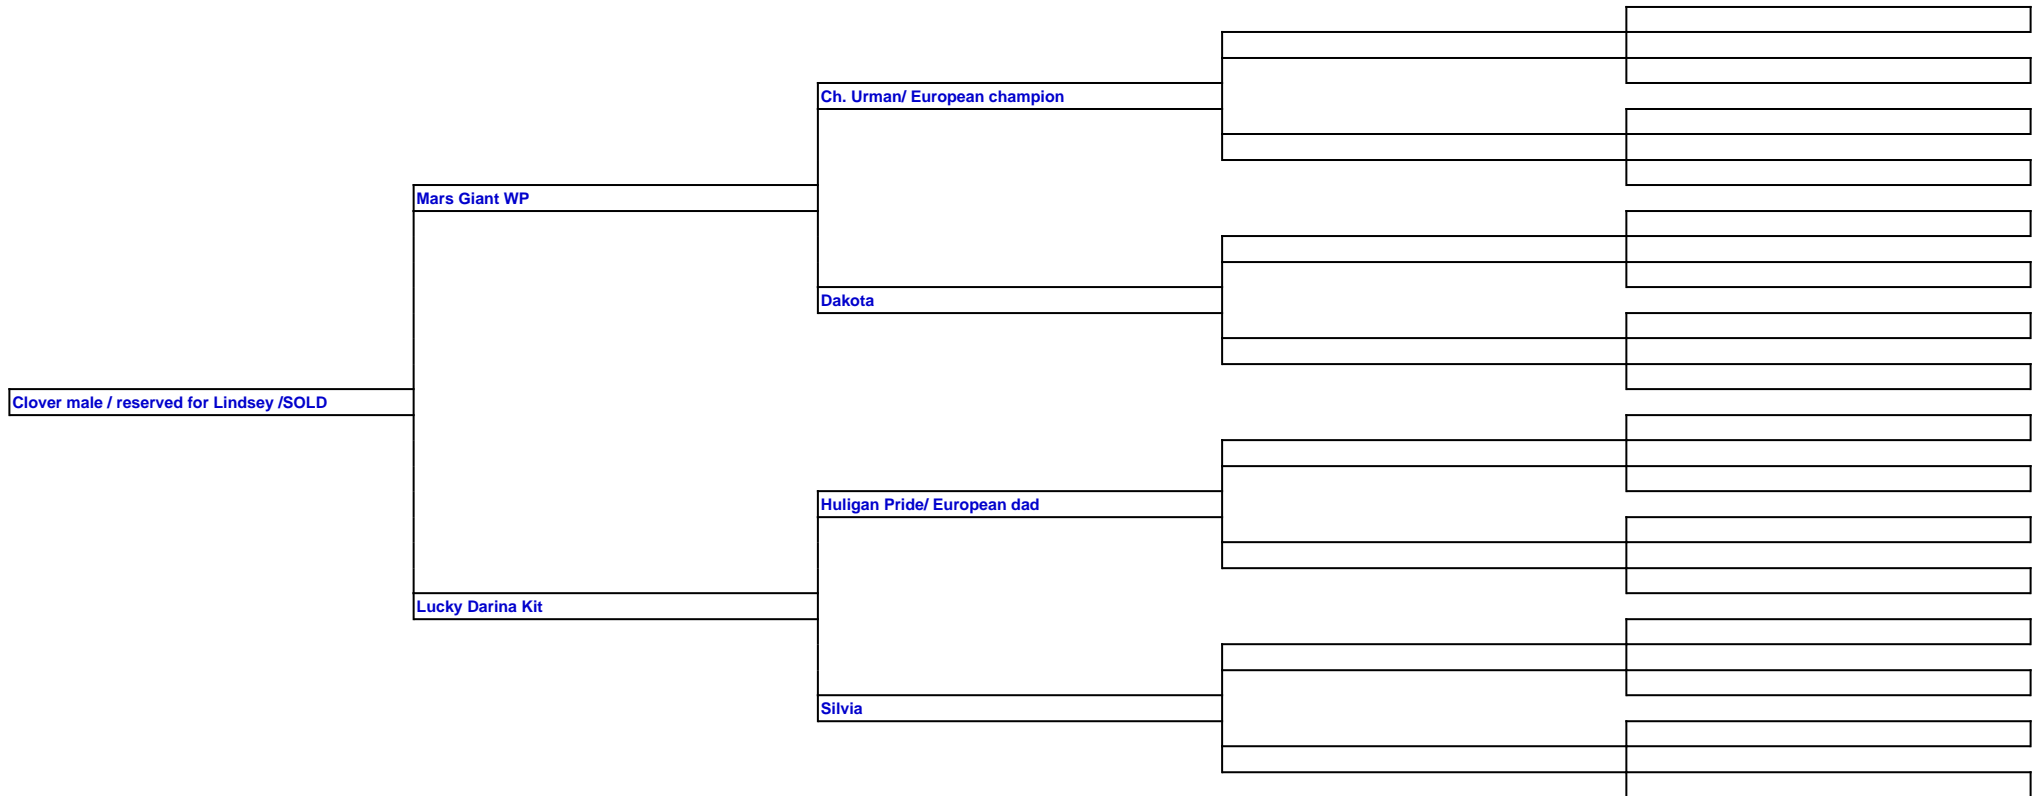 Ch. Urman/ European champion
Mars Giant WP
Dakota
Clover male / reserved for Lindsey /SOLD
Huligan Pride/ European dad
Lucky Darina Kit
Silvia